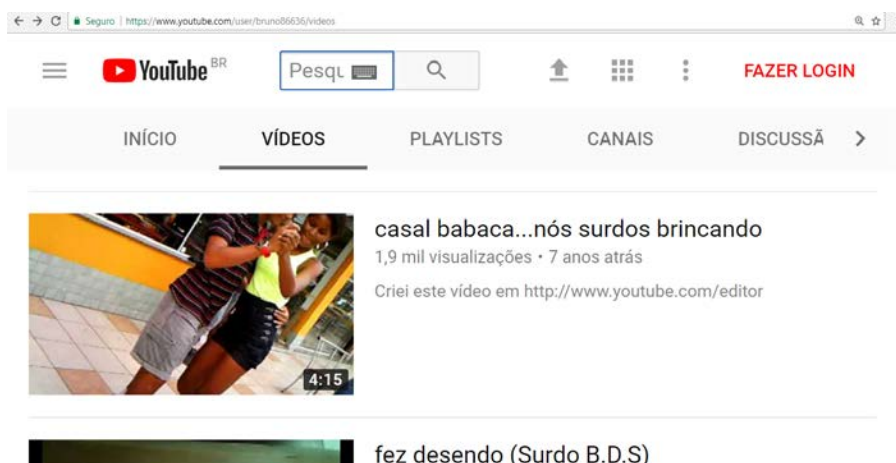 Seguro | https://www.youtube.com/user/bruno86636/videos
YouTube BR
Pesqu
FAZER LOGIN
INÍCIO VÍDEOS PLAYLISTS CANAIS DISCUSSÃ
casal babaca...nós surdos brincando
1,9 mil visualizações • 7 anos atrás
Criei este vídeo em http://www.youtube.com/editor
4:15
fez desendo (Surdo B.D.S)